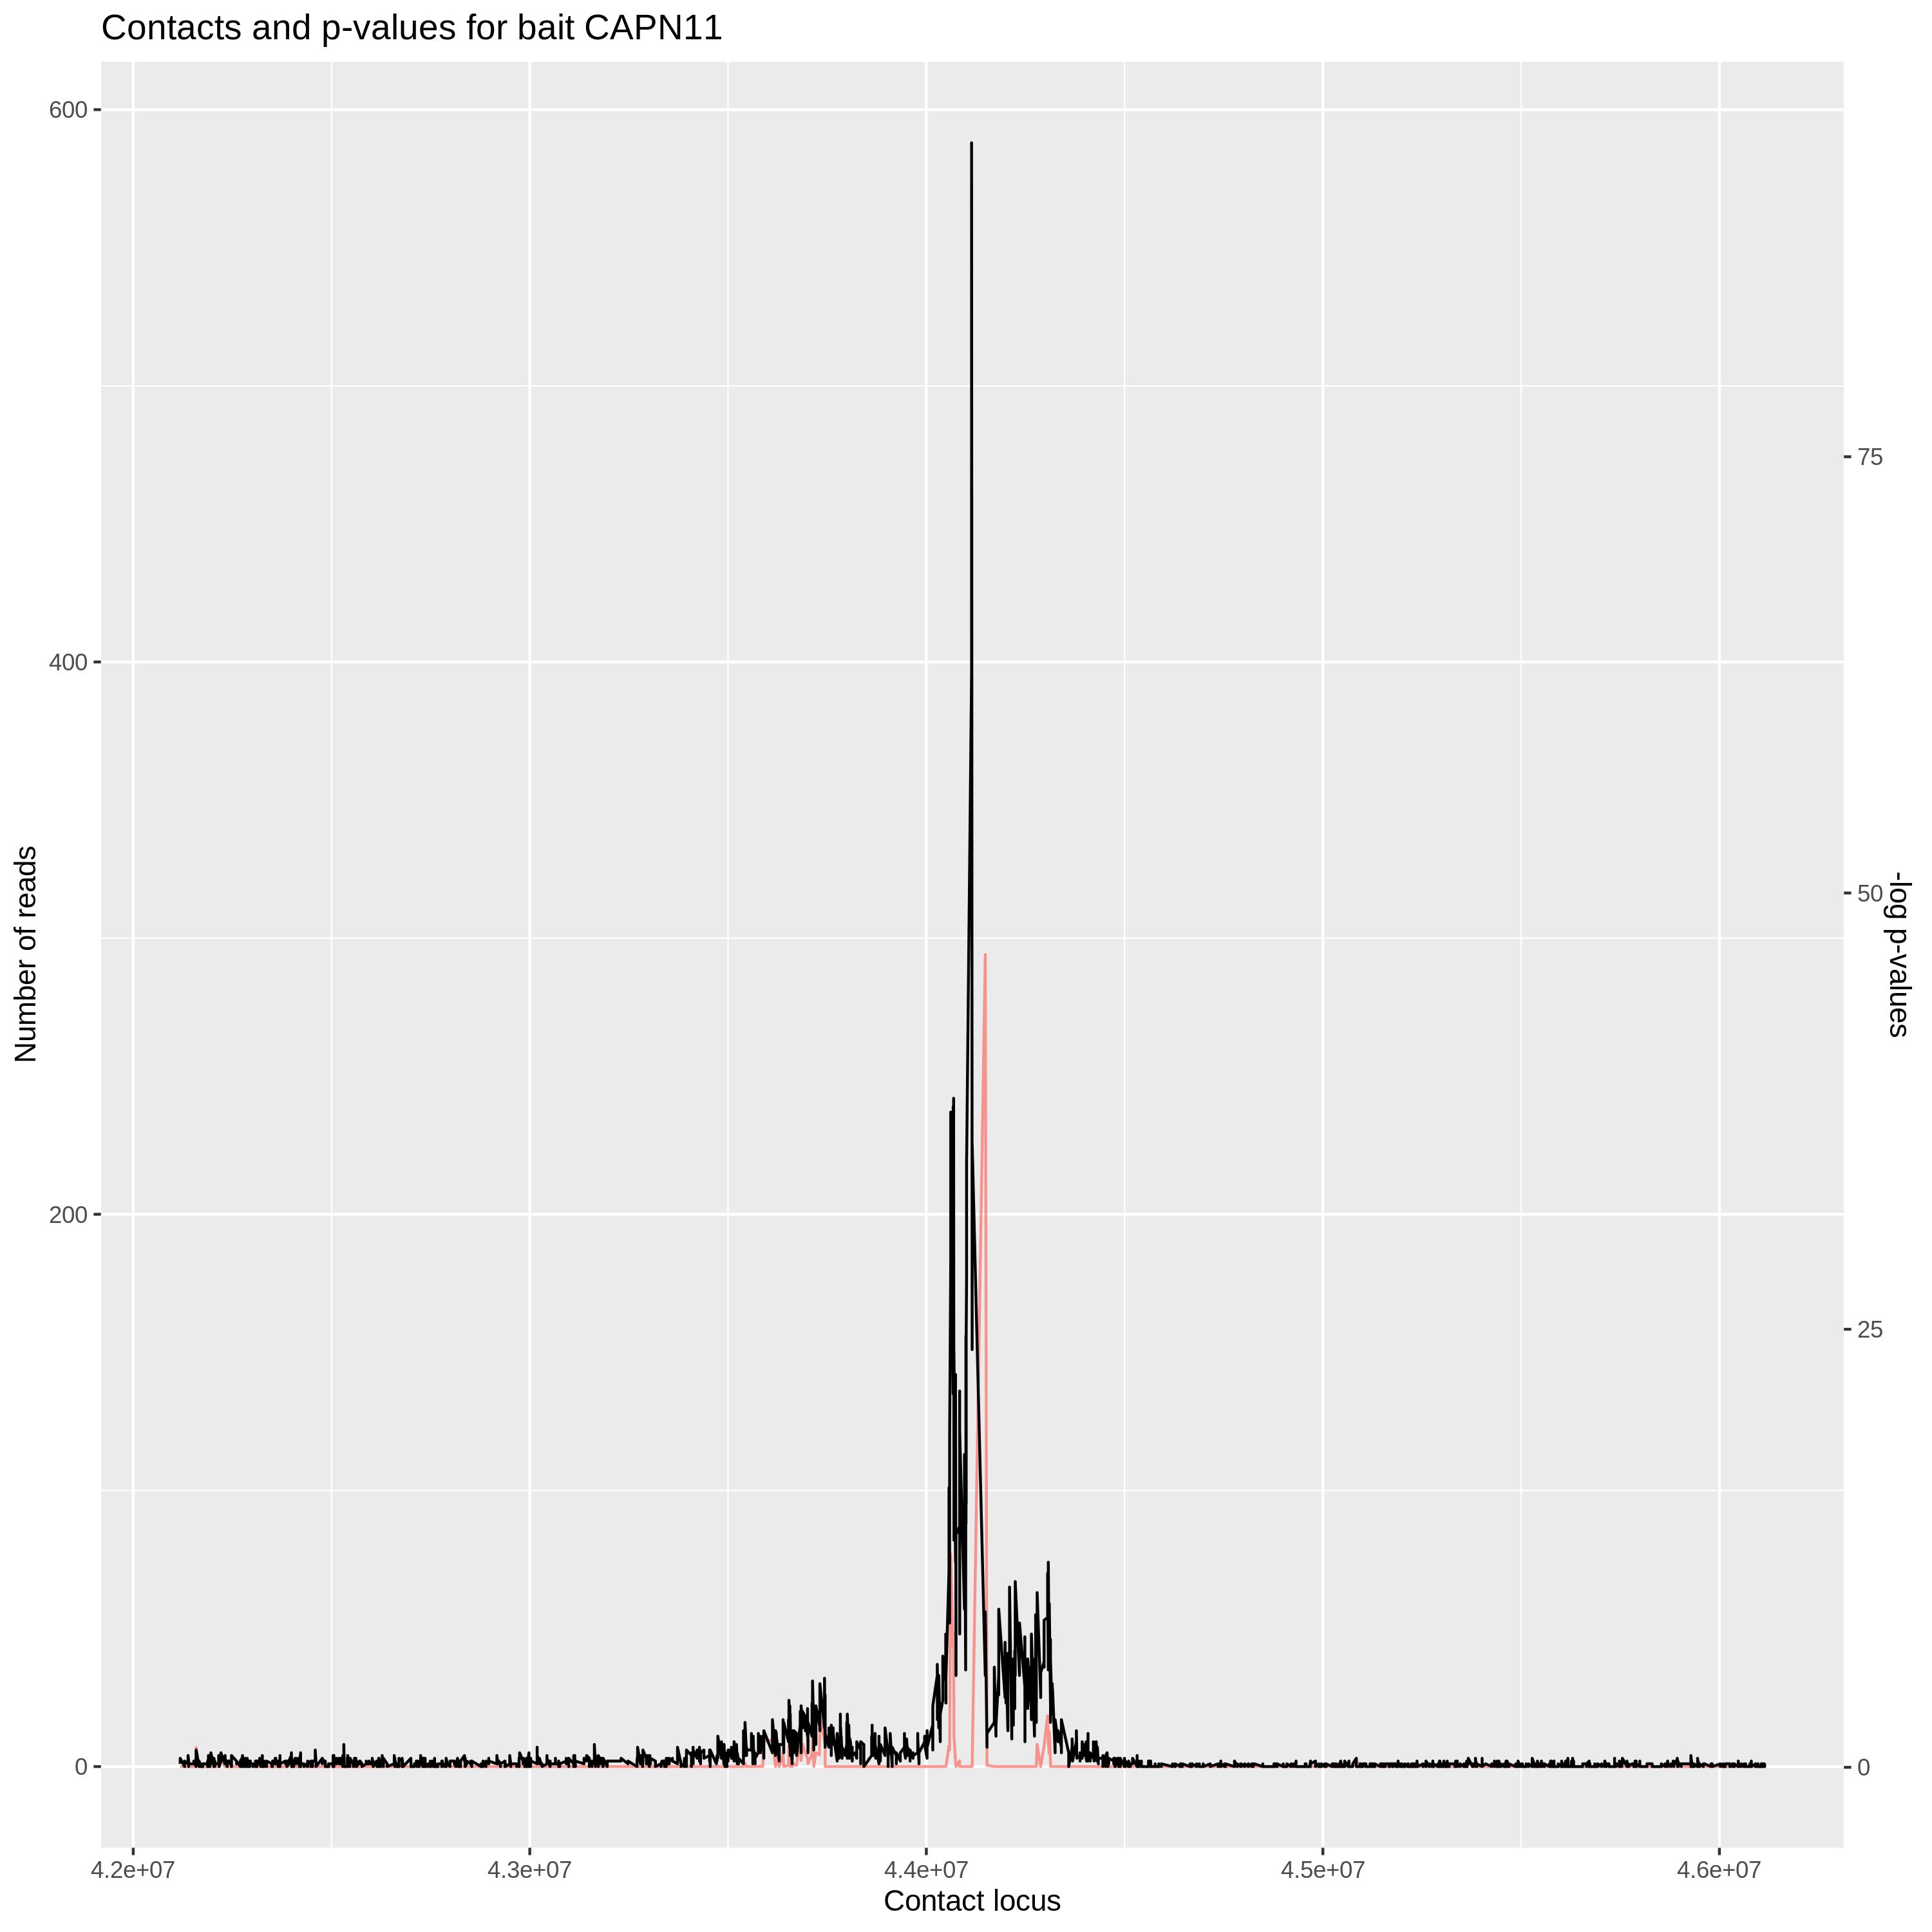 Contacts and p-values for bait CAPN11
600
400
200
0
Number of reads
75
50
25
0
-log p-values
4.2e+07
4.3e+07
4.4e+07
4.5e+07
4.6e+07
Contact locus